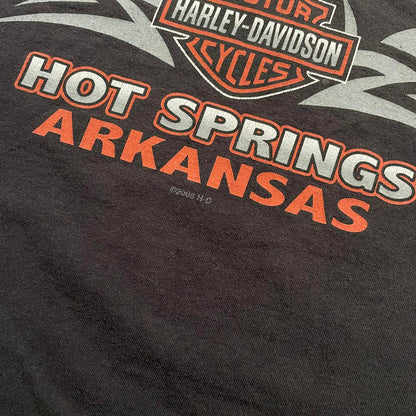 MOTOR
HARLEY-DAVIDSON
CYCLES
HOT SPRINGS
ARKANSAS
©2008 H-D